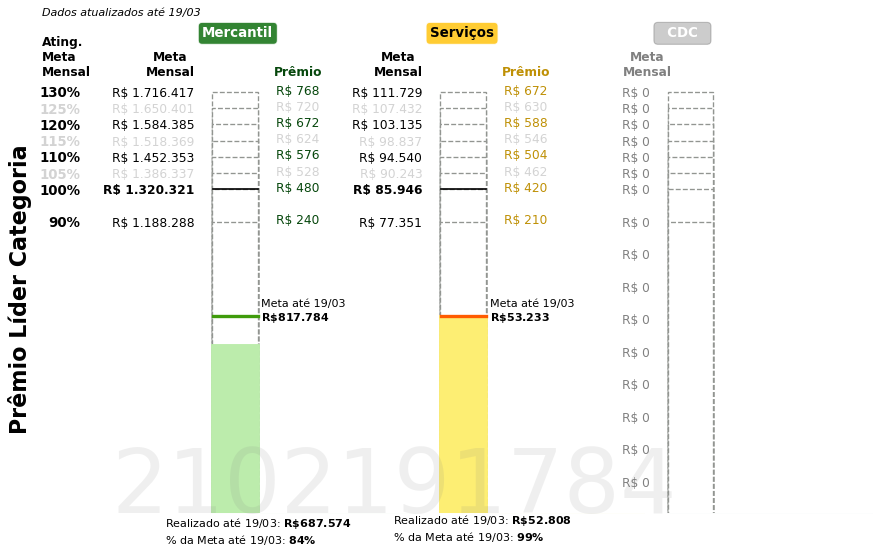 Dados atualizados até 19/03
Mercantil Serviços CDC
Ating.
Meta Meta Meta Meta
Mensal Mensal Prêmio Mensal Prêmio Mensal
130% R$ 1.716.417 R$ 768 R$ 111.729 R$ 672 R$ 0
125% R$ 1.650.401 R$ 720 R$ 107.432 R$ 630 R$ 0
120% R$ 1.584.385 R$ 672 R$ 103.135 R$ 588 R$ 0
115% R$ 1.518.369 R$ 624 R$ 98.837 R$ 546 R$ 0
110% R$ 1.452.353 R$ 576 R$ 94.540 R$ 504 R$ 0
105% R$ 1.386.337 R$ 528 R$ 90.243 R$ 462 R$ 0
100% R$ 1.320.321 R$ 480 R$ 85.946 R$ 420 R$ 0
90% R$ 1.188.288 R$ 240 R$ 77.351 R$ 210 R$ 0
R$ 0
R$ 0
Meta até 19/03 Meta até 19/03
R$817.784 R$53.233 R$ 0
R$ 0
R$ 0
R$ 0
R$ 0
R$ 0
Prêmio Líder Categoria
2102191784
Realizado até 19/03: R$687.574 Realizado até 19/03: R$52.808
% da Meta até 19/03: 84% % da Meta até 19/03: 99%